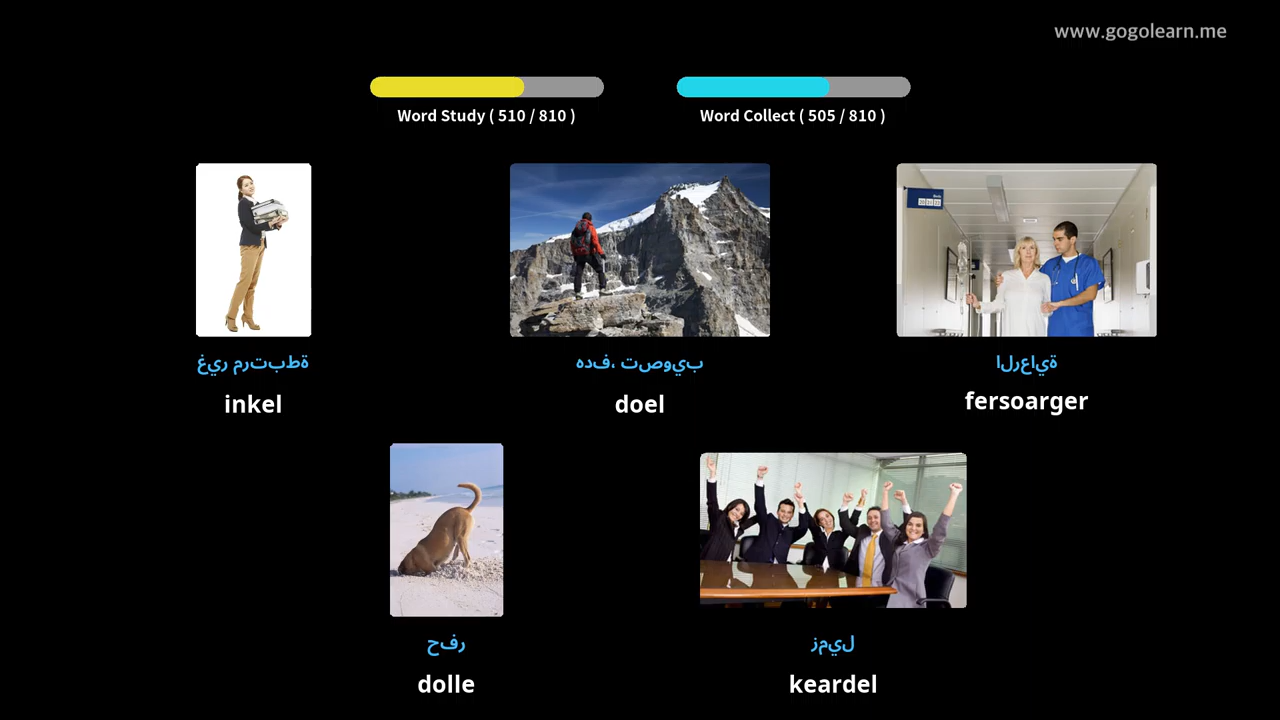 www.gogolearn.me
Word Study ( 510 / 810 )
Word Collect ( 505 / 810 )
غير مرتبطة
inkel
هدف، تصويب
doel
الرعاية
fersoarger
حفر
dolle
زميل
keardel